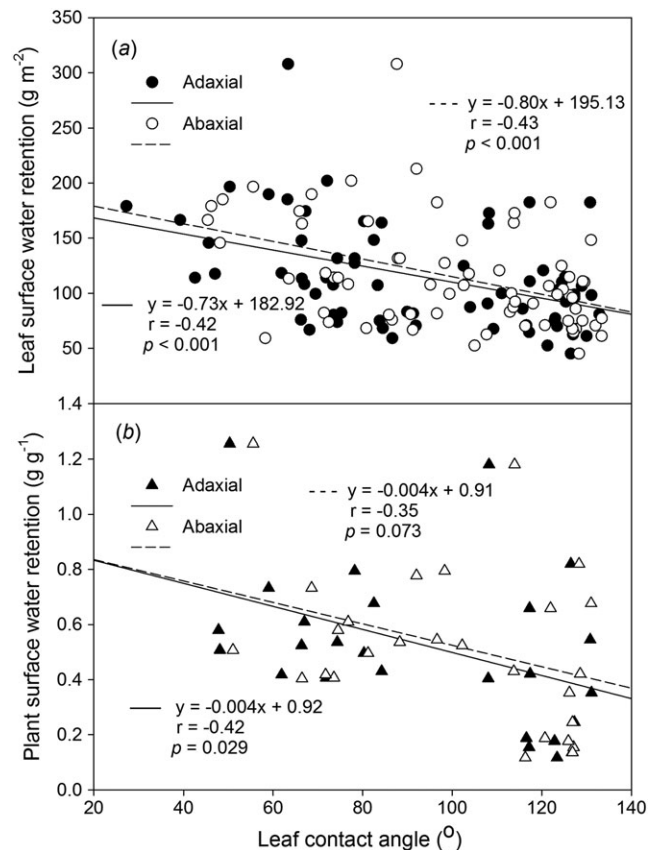 350
300
250
200
150
100
50
Leaf surface water retention (g m⁻²)
(a)
Adaxial
Abaxial
y = -0.80x + 195.13
r = -0.43
p < 0.001
y = -0.73x + 182.92
r = -0.42
p < 0.001
1.4
1.2
1.0
0.8
0.6
0.4
0.2
0.0
Plant surface water retention (g g⁻¹)
(b)
Adaxial
Abaxial
y = -0.004x + 0.91
r = -0.35
p = 0.073
y = -0.004x + 0.92
r = -0.42
p = 0.029
20 40 60 80 100 120 140
Leaf contact angle (°)